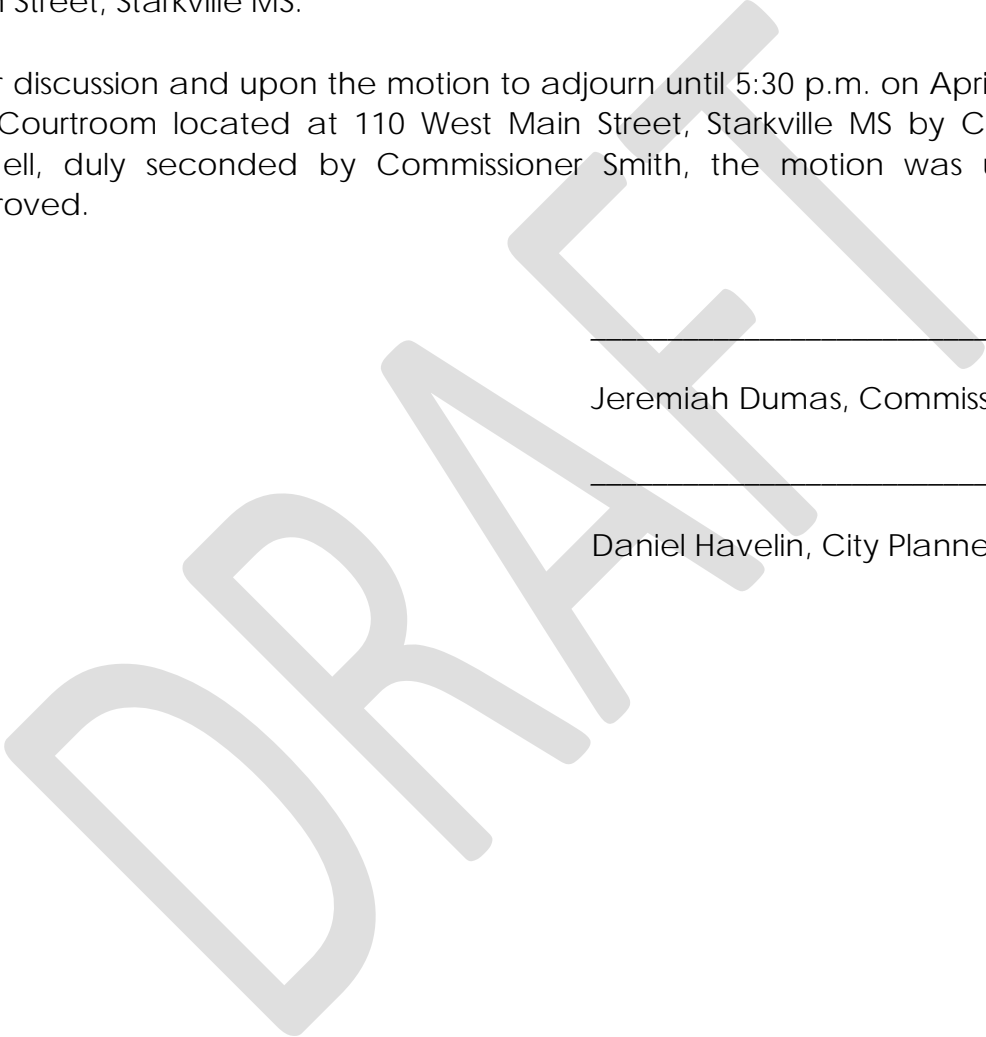 Street, Starkville MS.
discussion and upon the motion to adjourn until 5:30 p.m. on Apri
Courtroom located at 110 West Main Street, Starkville MS by C
ell, duly seconded by Commissioner Smith, the motion was u
roved.
Jeremiah Dumas, Commiss
Daniel Havelin, City Planne
DRAFT